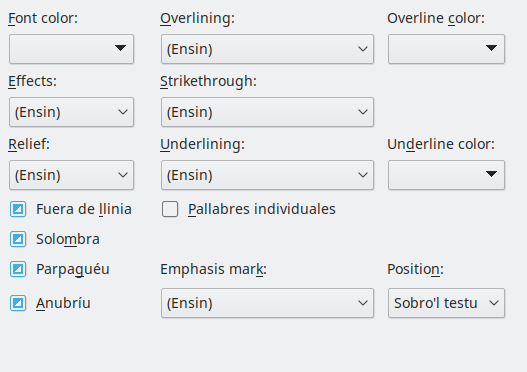 Font color: Overlining: Overline color:
(Ensin)
Effects: Strikethrough:
(Ensin) (Ensin)
Relief: Underlining: Underline color:
(Ensin) (Ensin)
Fuera de llinia Pallabres individuales
Solombra
Parpaguéu Emphasis mark: Position:
Anubríu (Ensin) Sobro'l testu